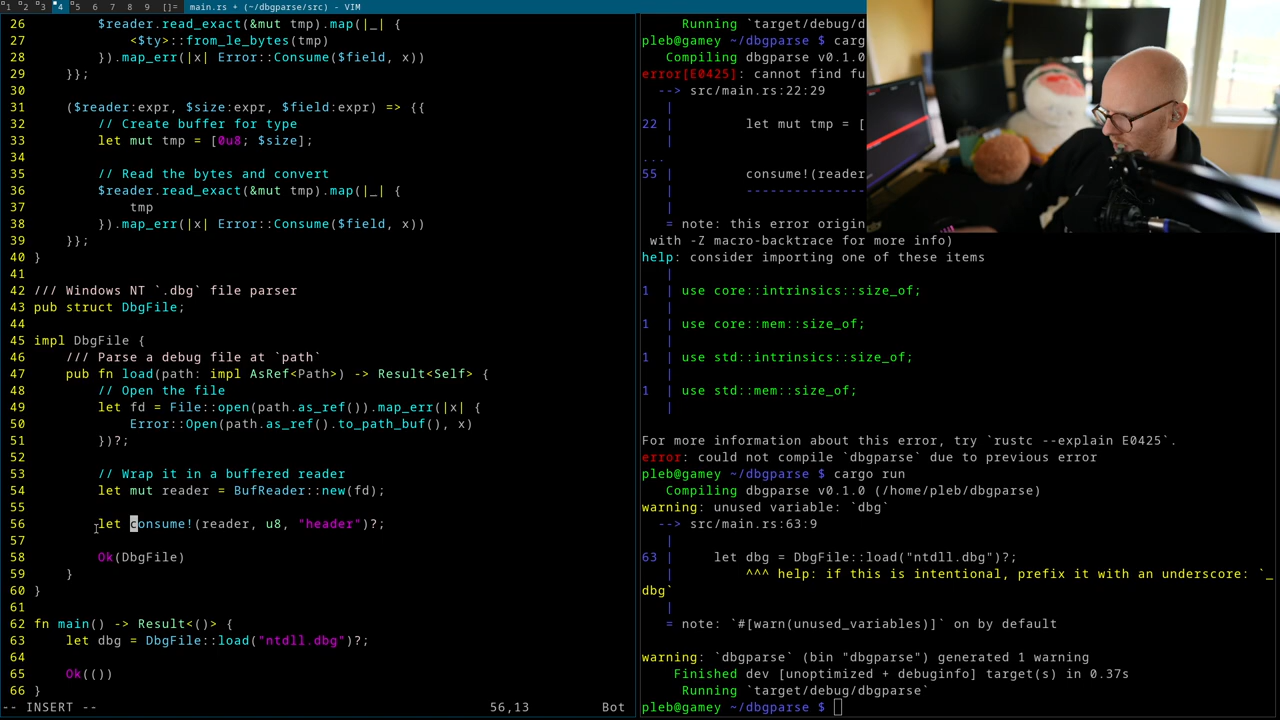 1 2 3 4 5 6 7 8 9 []= main.rs + (~/dbgparse/src) - VIM
26         $reader.read_exact(&mut tmp).map(|_| {
27             <$ty>::from_le_bytes(tmp)
28         }).map_err(|x| Error::Consume($field, x))
29     }};
30
31     ($reader:expr, $size:expr, $field:expr) => {{
32         // Create buffer for type
33         let mut tmp = [0u8; $size];
34
35         // Read the bytes and convert
36         $reader.read_exact(&mut tmp).map(|_| {
37             tmp
38         }).map_err(|x| Error::Consume($field, x))
39     }};
40 }
41
42 /// Windows NT `.dbg` file parser
43 pub struct DbgFile;
44
45 impl DbgFile {
46     /// Parse a debug file at `path`
47     pub fn load(path: impl AsRef<Path>) -> Result<Self> {
48         // Open the file
49         let fd = File::open(path.as_ref()).map_err(|x| {
50             Error::Open(path.as_ref().to_path_buf(), x)
51         })?;
52
53         // Wrap it in a buffered reader
54         let mut reader = BufReader::new(fd);
55
56         let consume!(reader, u8, "header")?;
57
58         Ok(DbgFile)
59     }
60 }
61
62 fn main() -> Result<()> {
63     let dbg = DbgFile::load("ntdll.dbg")?;
64
65     Ok(())
66 }
-- INSERT --                                        56,13         Bot
     Running `target/debug/d
pleb@gamey ~/dbgparse $ carg
   Compiling dbgparse v0.1.0
error[E0425]: cannot find fu
  --> src/main.rs:22:29
   |
22 |         let mut tmp = [
   |
...
55 |         consume!(reader
   |         ---------------
   |
   = note: this error origin
 with -Z macro-backtrace for more info)
help: consider importing one of these items
   |
1  | use core::intrinsics::size_of;
   |
1  | use core::mem::size_of;
   |
1  | use std::intrinsics::size_of;
   |
1  | use std::mem::size_of;
   |

For more information about this error, try `rustc --explain E0425`.
error: could not compile `dbgparse` due to previous error
pleb@gamey ~/dbgparse $ cargo run
   Compiling dbgparse v0.1.0 (/home/pleb/dbgparse)
warning: unused variable: `dbg`
  --> src/main.rs:63:9
   |
63 |     let dbg = DbgFile::load("ntdll.dbg")?;
   |         ^^^ help: if this is intentional, prefix it with an underscore: `_
dbg`
   |
   = note: `#[warn(unused_variables)]` on by default

warning: `dbgparse` (bin "dbgparse") generated 1 warning
    Finished dev [unoptimized + debuginfo] target(s) in 0.37s
     Running `target/debug/dbgparse`
pleb@gamey ~/dbgparse $